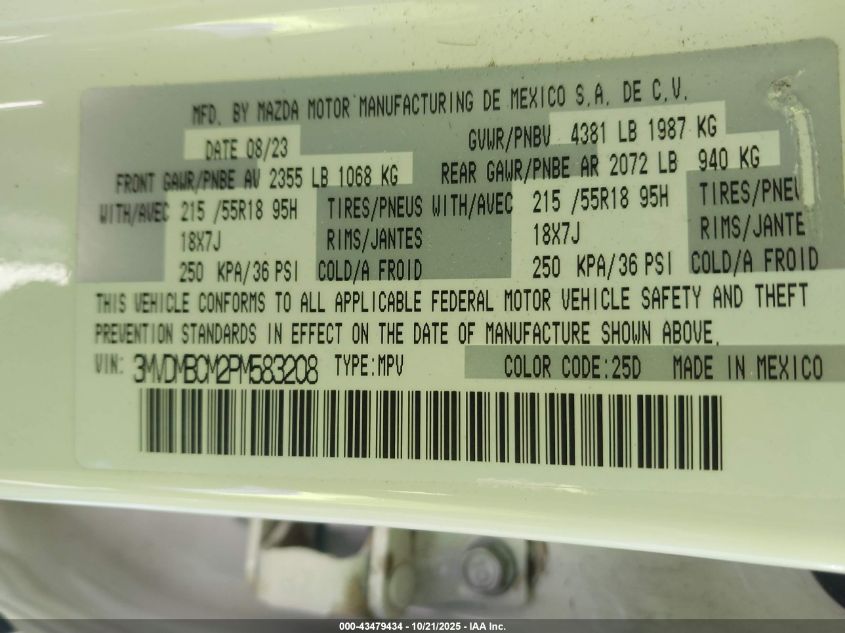 MFD. BY MAZDA MOTOR MANUFACTURING DE MEXICO S.A. DE C.V.
DATE 08/23 GVWR/PNBV 4381 LB 1987 KG
FRONT GAWR/PNBE AV 2355 LB 1068 KG REAR GAWR/PNBE AR 2072 LB 940 KG
WITH/AVEC 215 /55R18 95H TIRES/PNEUS WITH/AVEC 215 /55R18 95H TIRES/PNEU
18X7J RIMS/JANTES 18X7J RIMS/JANTE
250 KPA/36 PSI COLD/A FROID 250 KPA/36 PSI COLD/A FROID
THIS VEHICLE CONFORMS TO ALL APPLICABLE FEDERAL MOTOR VEHICLE SAFETY AND THEFT
PREVENTION STANDARDS IN EFFECT ON THE DATE OF MANUFACTURE SHOWN ABOVE.
VIN: 3MVDMBCM2PM583208 TYPE:MPV COLOR CODE:25D MADE IN MEXICO
000-43479434 - 10/21/2025 - IAA Inc.